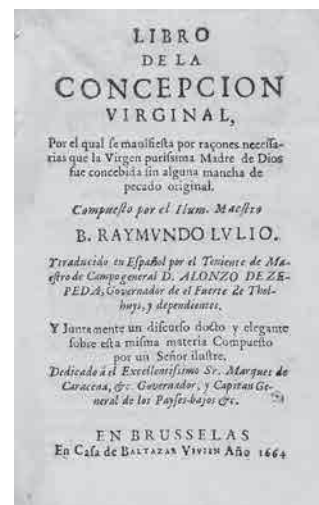 LIBRO
DE LA
CONCEPCION
VIRGINAL,
Por el qual se manifiesta por raçones necessa-
rias que la Virgen purissima Madre de Dios
fue concebida sin alguna mancha de
pecado original.
Compuesto por el Ilum. Maestro
B. RAYMVNDO LVLIO.
Ytraducido en Español por el Teniente de Ma-
estro de Campo general D. ALONZO DE ZE-
PEDA, Governador de el Fuerte de Thol-
huys, y dependientes.
Y Juntamente un discurso docto y elegante
sobre esta misma materia Compuesto
por un Señor ilustre.
Dedicado á el Excellentissimo Sr. Marques de
Caracena, &c. Governador, y Capitan Ge-
neral de los Payses-bajos &c.
EN BRUSSELAS
En Casa de BALTAZAR VIVIEN Año 1664